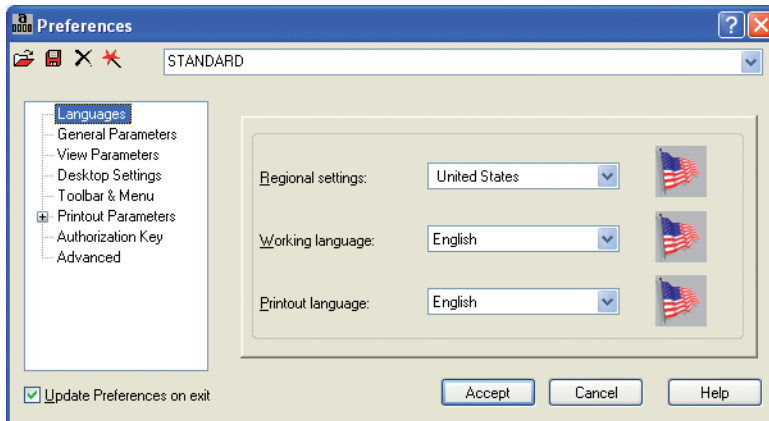 Preferences
STANDARD
Languages
General Parameters
View Parameters
Desktop Settings
Toolbar & Menu
Printout Parameters
Authorization Key
Advanced
Regional settings: United States
Working language: English
Printout language: English
Update Preferences on exit
Accept Cancel Help